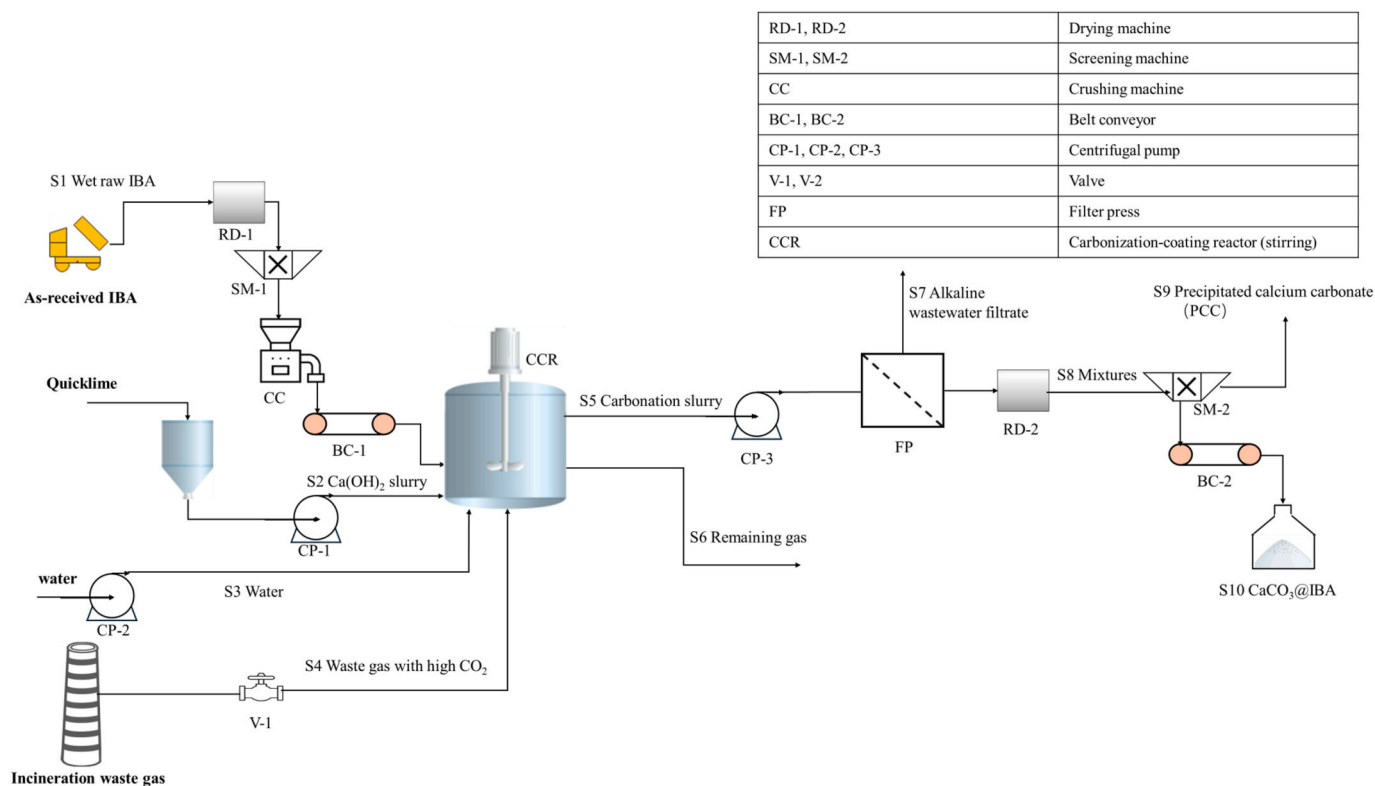 RD-1, RD-2 Drying machine
SM-1, SM-2 Screening machine
CC Crushing machine
BC-1, BC-2 Belt conveyor
CP-1, CP-2, CP-3 Centrifugal pump
V-1, V-2 Valve
FP Filter press
CCR Carbonization-coating reactor (stirring)
S1 Wet raw IBA
RD-1
As-received IBA
SM-1
CC
BC-1
Quicklime
S2 Ca(OH)₂ slurry
CP-1
water
CP-2
S3 Water
S4 Waste gas with high CO₂
V-1
Incineration waste gas
CCR
S5 Carbonation slurry
CP-3
S6 Remaining gas
S7 Alkaline
wastewater filtrate
FP
RD-2
S8 Mixtures
S9 Precipitated calcium carbonate
(PCC)
SM-2
BC-2
S10 CaCO₃@IBA